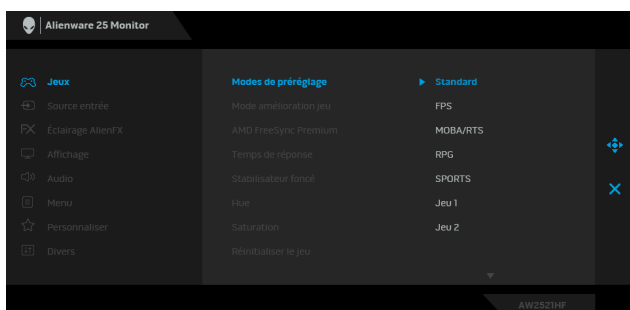 Alienware 25 Monitor
Jeux
Modes de préréglage
Standard
Source entrée
Mode amélioration jeu
FPS
FX Éclairage AlienFX
AMD FreeSync Premium
MOBA/RTS
Affichage
Temps de réponse
RPG
Audio
Stabilisateur foncé
SPORTS
Menu
Hue
Jeu 1
Personnaliser
Saturation
Jeu 2
Divers
Réinitialiser le jeu
AW2521HF